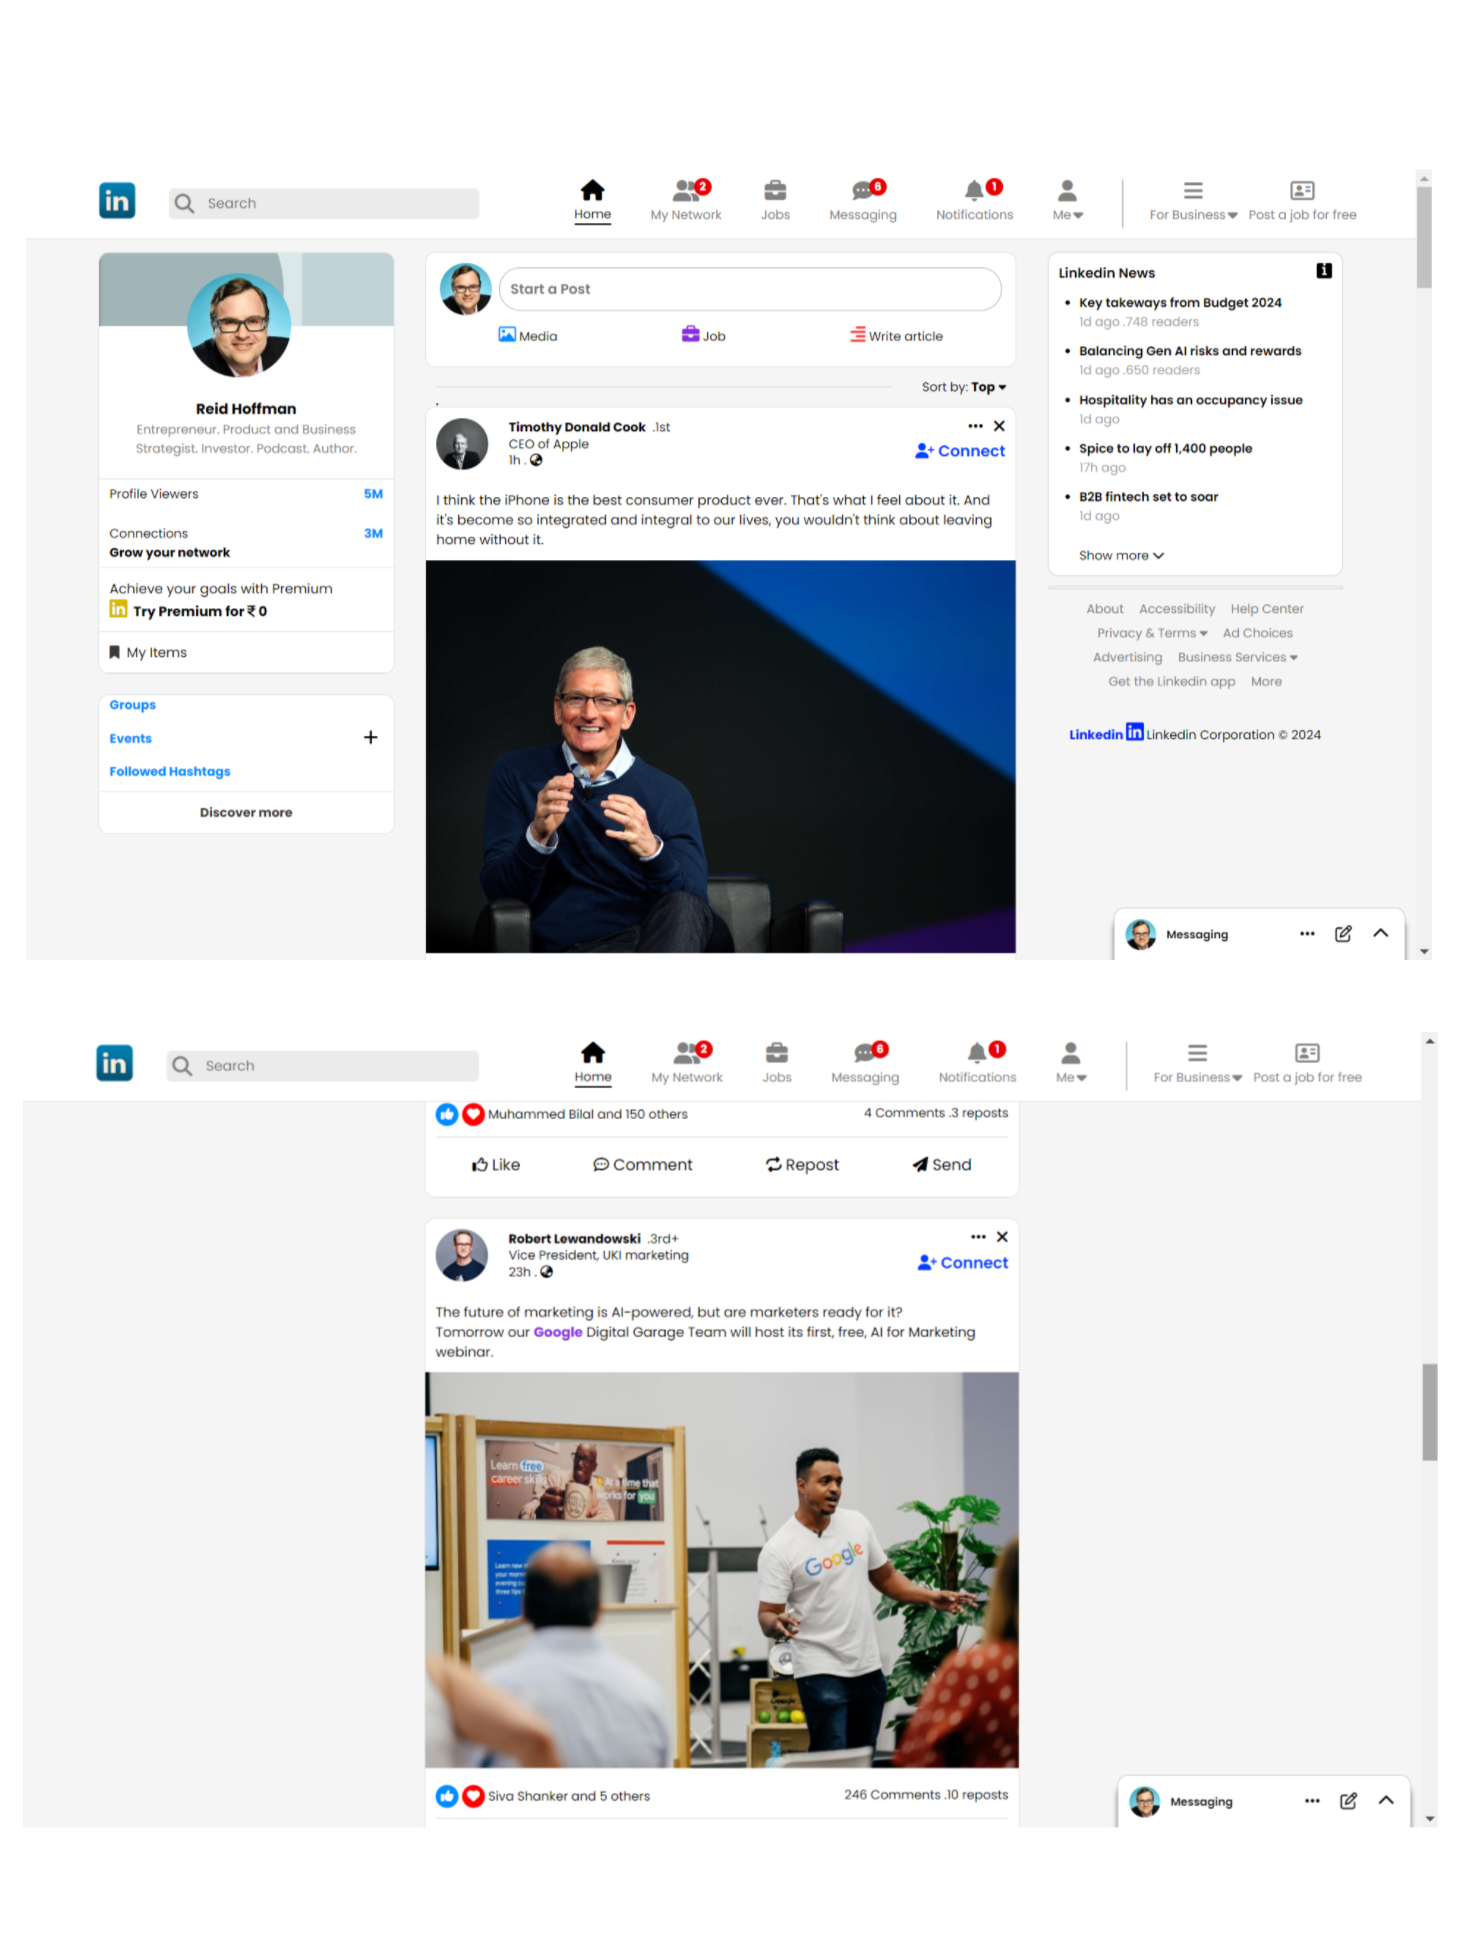 in Search Home 2 My Network Jobs 6 Messaging 1 Notifications Me For Business Post a job for free
Reid Hoffman
Entrepreneur. Product and Business
Strategist. Investor. Podcast. Author.
Profile Viewers 5M
Connections 3M
Grow your network
Achieve your goals with Premium
in Try Premium for ₹ 0
My Items
Groups
Events +
Followed Hashtags
Discover more
Start a Post
Media Job Write article
Sort by: Top
.
Timothy Donald Cook .1st
CEO of Apple
1h .
Connect
I think the iPhone is the best consumer product ever. That's what I feel about it. And
it's become so integrated and integral to our lives, you wouldn't think about leaving
home without it.
Linkedin News
Key takeways from Budget 2024
1d ago .748 readers
Balancing Gen AI risks and rewards
1d ago .650 readers
Hospitality has an occupancy issue
1d ago
Spice to lay off 1,400 people
17h ago
B2B fintech set to soar
1d ago
Show more
About Accessibility Help Center
Privacy & Terms Ad Choices
Advertising Business Services
Get the Linkedin app More
Linkedin in Linkedin Corporation © 2024
Messaging
in Search Home 2 My Network Jobs 6 Messaging 1 Notifications Me For Business Post a job for free
Muhammed Bilal and 150 others 4 Comments .3 reposts
Like Comment Repost Send
Robert Lewandowski .3rd+
Vice President, UKI marketing
23h .
Connect
The future of marketing is AI-powered, but are marketers ready for it?
Tomorrow our Google Digital Garage Team will host its first, free, AI for Marketing
webinar.
Learn free
career skills
At a time that
works for you
Google
Siva Shanker and 5 others 246 Comments .10 reposts
Messaging